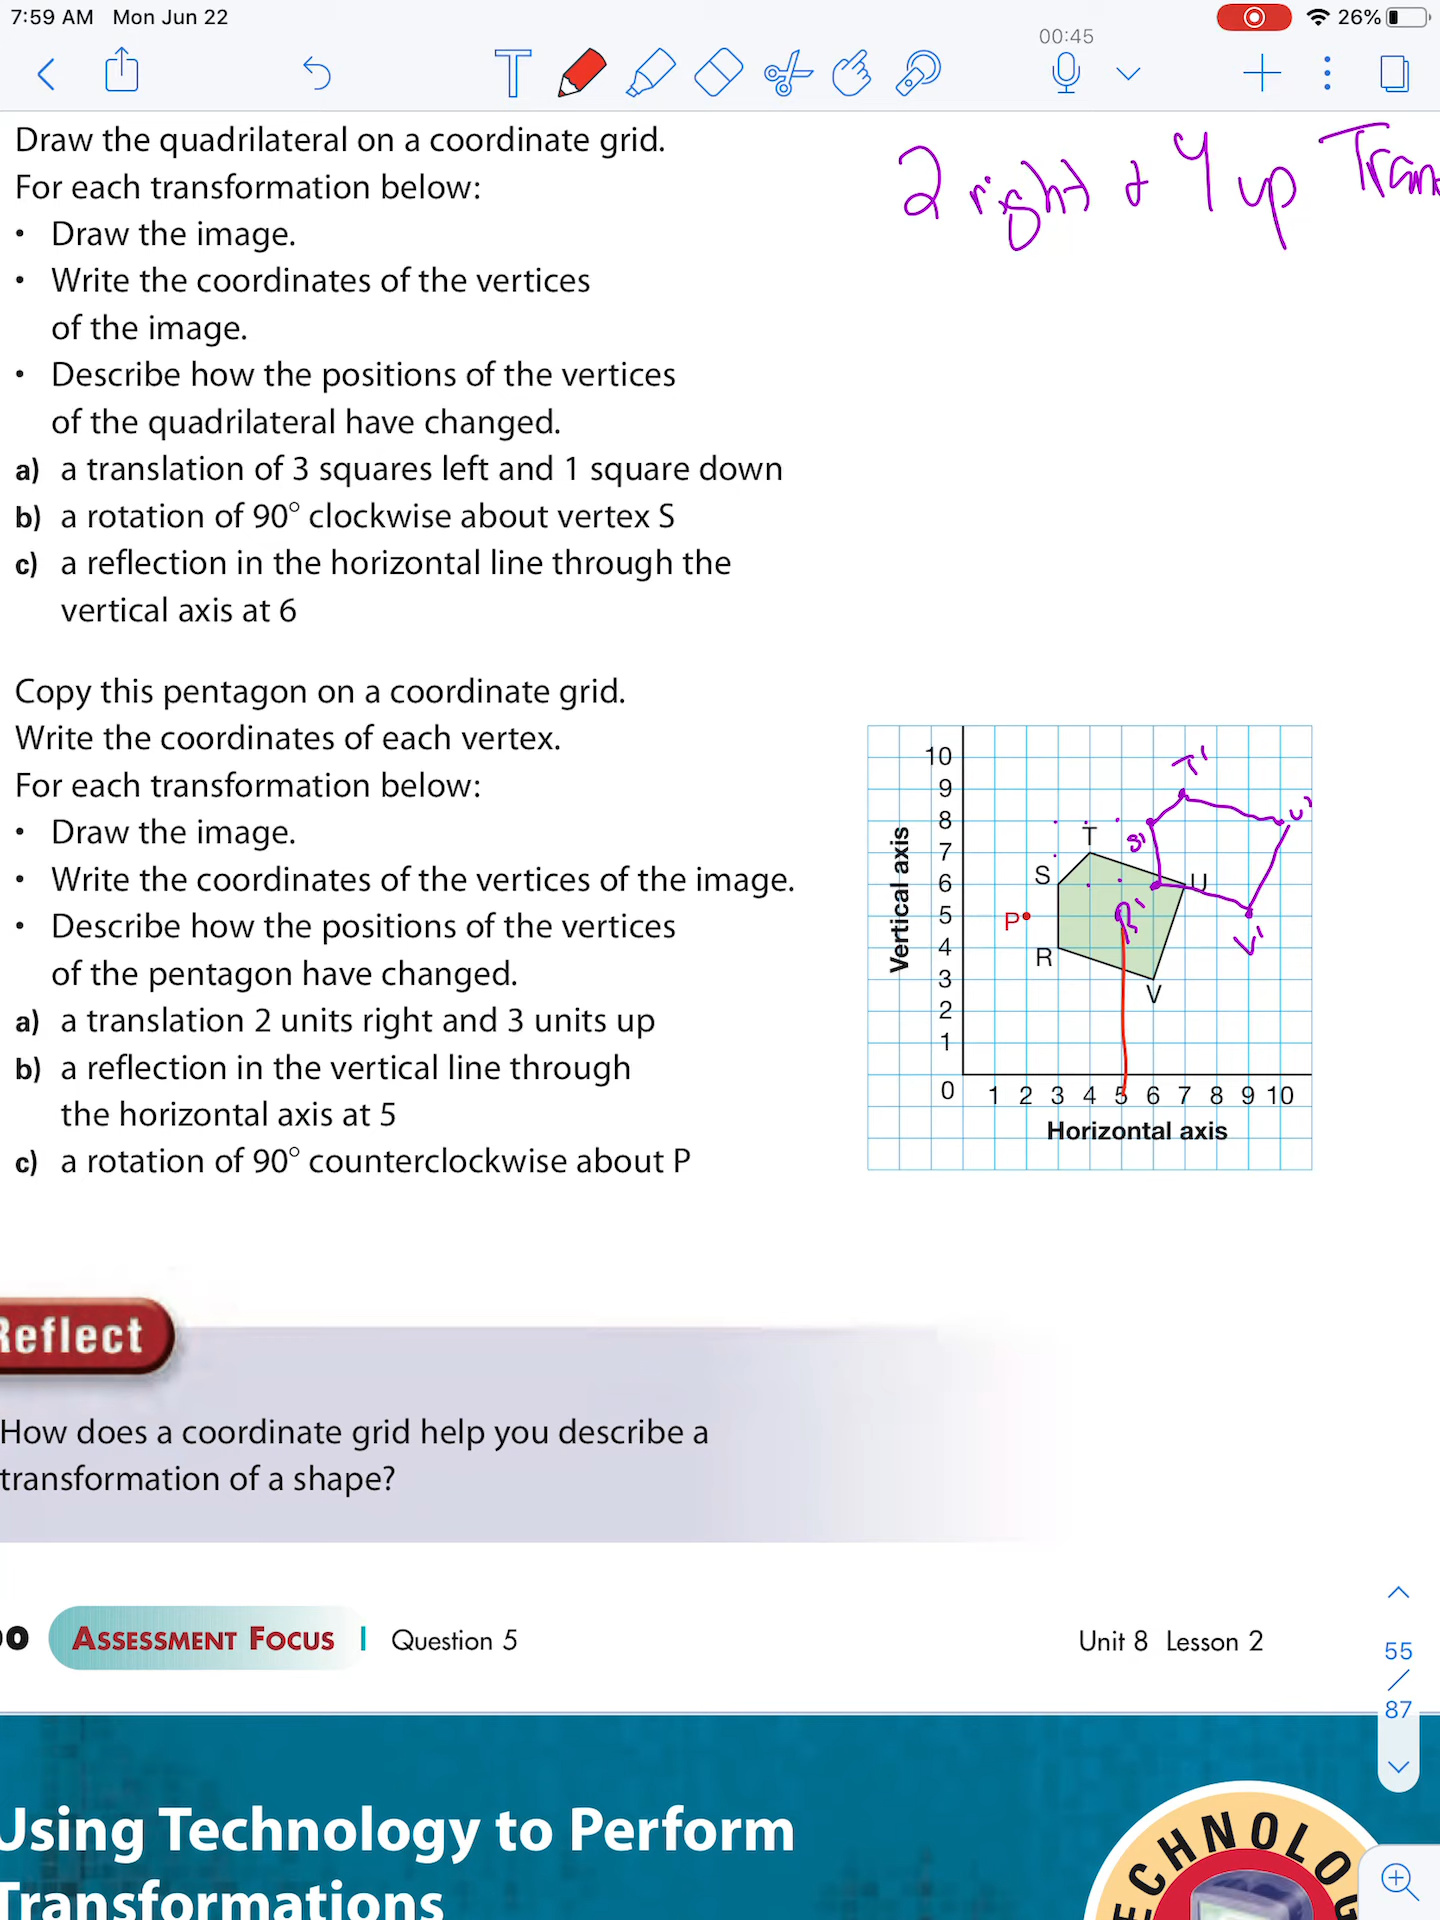 7:59 AM Mon Jun 22
26%
00:45
T
2 right & 4 up Tran
Draw the quadrilateral on a coordinate grid.
For each transformation below:
• Draw the image.
• Write the coordinates of the vertices
of the image.
• Describe how the positions of the vertices
of the quadrilateral have changed.
a) a translation of 3 squares left and 1 square down
b) a rotation of 90° clockwise about vertex S
c) a reflection in the horizontal line through the
vertical axis at 6
Copy this pentagon on a coordinate grid.
Write the coordinates of each vertex.
For each transformation below:
• Draw the image.
• Write the coordinates of the vertices of the image.
• Describe how the positions of the vertices
of the pentagon have changed.
a) a translation 2 units right and 3 units up
b) a reflection in the vertical line through
the horizontal axis at 5
c) a rotation of 90° counterclockwise about P
Vertical axis
10
9
8
7
6
5
4
3
2
1
0 1 2 3 4 5 6 7 8 9 10
Horizontal axis
T'
U'
S'
T
S
U
P
R'
V'
R
V
Reflect
How does a coordinate grid help you describe a
transformation of a shape?
ASSESSMENT FOCUS | Question 5
Unit 8 Lesson 2
55
/
87
Using Technology to Perform
Transformations
ECHNOLOG